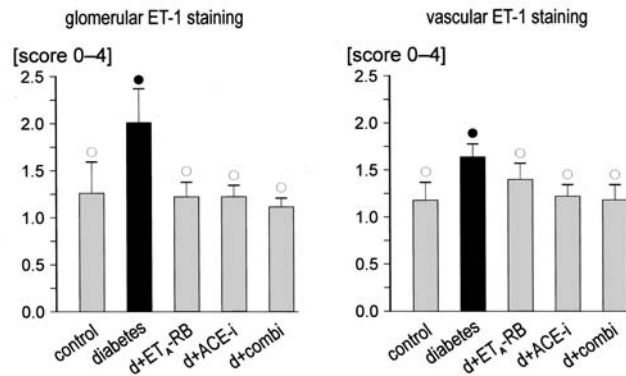 glomerular ET-1 staining
[score 0–4]
2.5
2.0
1.5
1.0
0.5
0.0
control
diabetes
d+ET_A-RB
d+ACE-i
d+combi
vascular ET-1 staining
[score 0–4]
2.5
2.0
1.5
1.0
0.5
0.0
control
diabetes
d+ET_A-RB
d+ACE-i
d+combi